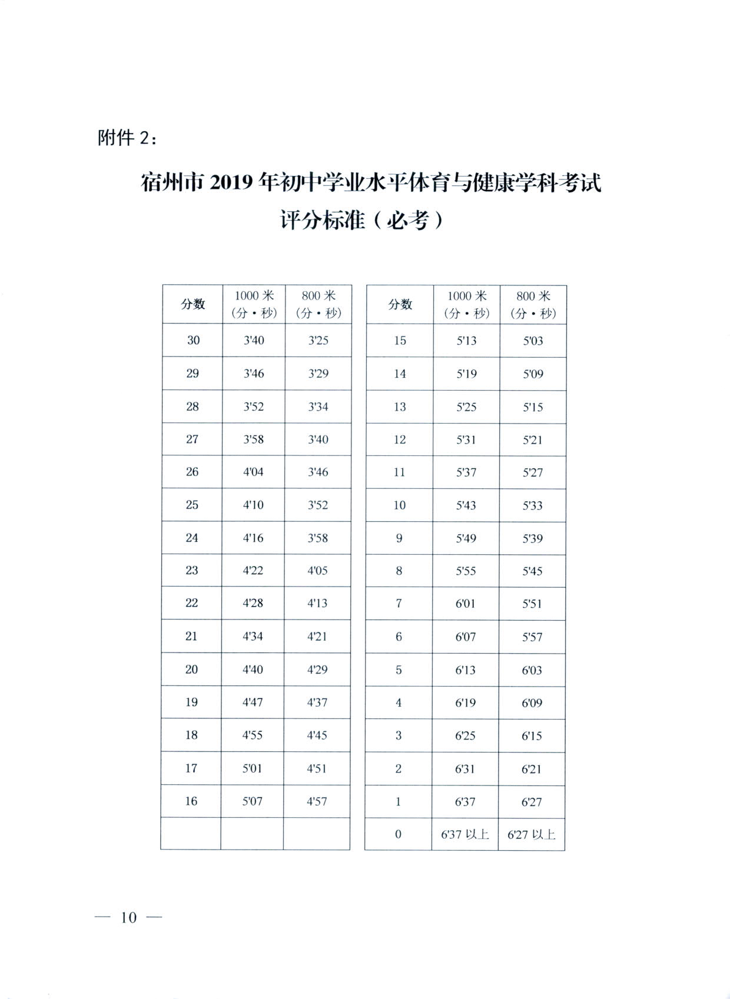 附件 2：
宿州市 2019 年初中学业水平体育与健康学科考试
评分标准（必考）
分数 1000 米 (分·秒) 800 米 (分·秒) 分数 1000 米 (分·秒) 800 米 (分·秒)
30 3'40 3'25 15 5'13 5'03
29 3'46 3'29 14 5'19 5'09
28 3'52 3'34 13 5'25 5'15
27 3'58 3'40 12 5'31 5'21
26 4'04 3'46 11 5'37 5'27
25 4'10 3'52 10 5'43 5'33
24 4'16 3'58 9 5'49 5'39
23 4'22 4'05 8 5'55 5'45
22 4'28 4'13 7 6'01 5'51
21 4'34 4'21 6 6'07 5'57
20 4'40 4'29 5 6'13 6'03
19 4'47 4'37 4 6'19 6'09
18 4'55 4'45 3 6'25 6'15
17 5'01 4'51 2 6'31 6'21
16 5'07 4'57 1 6'37 6'27
0 6'37 以上 6'27 以上
— 10 —